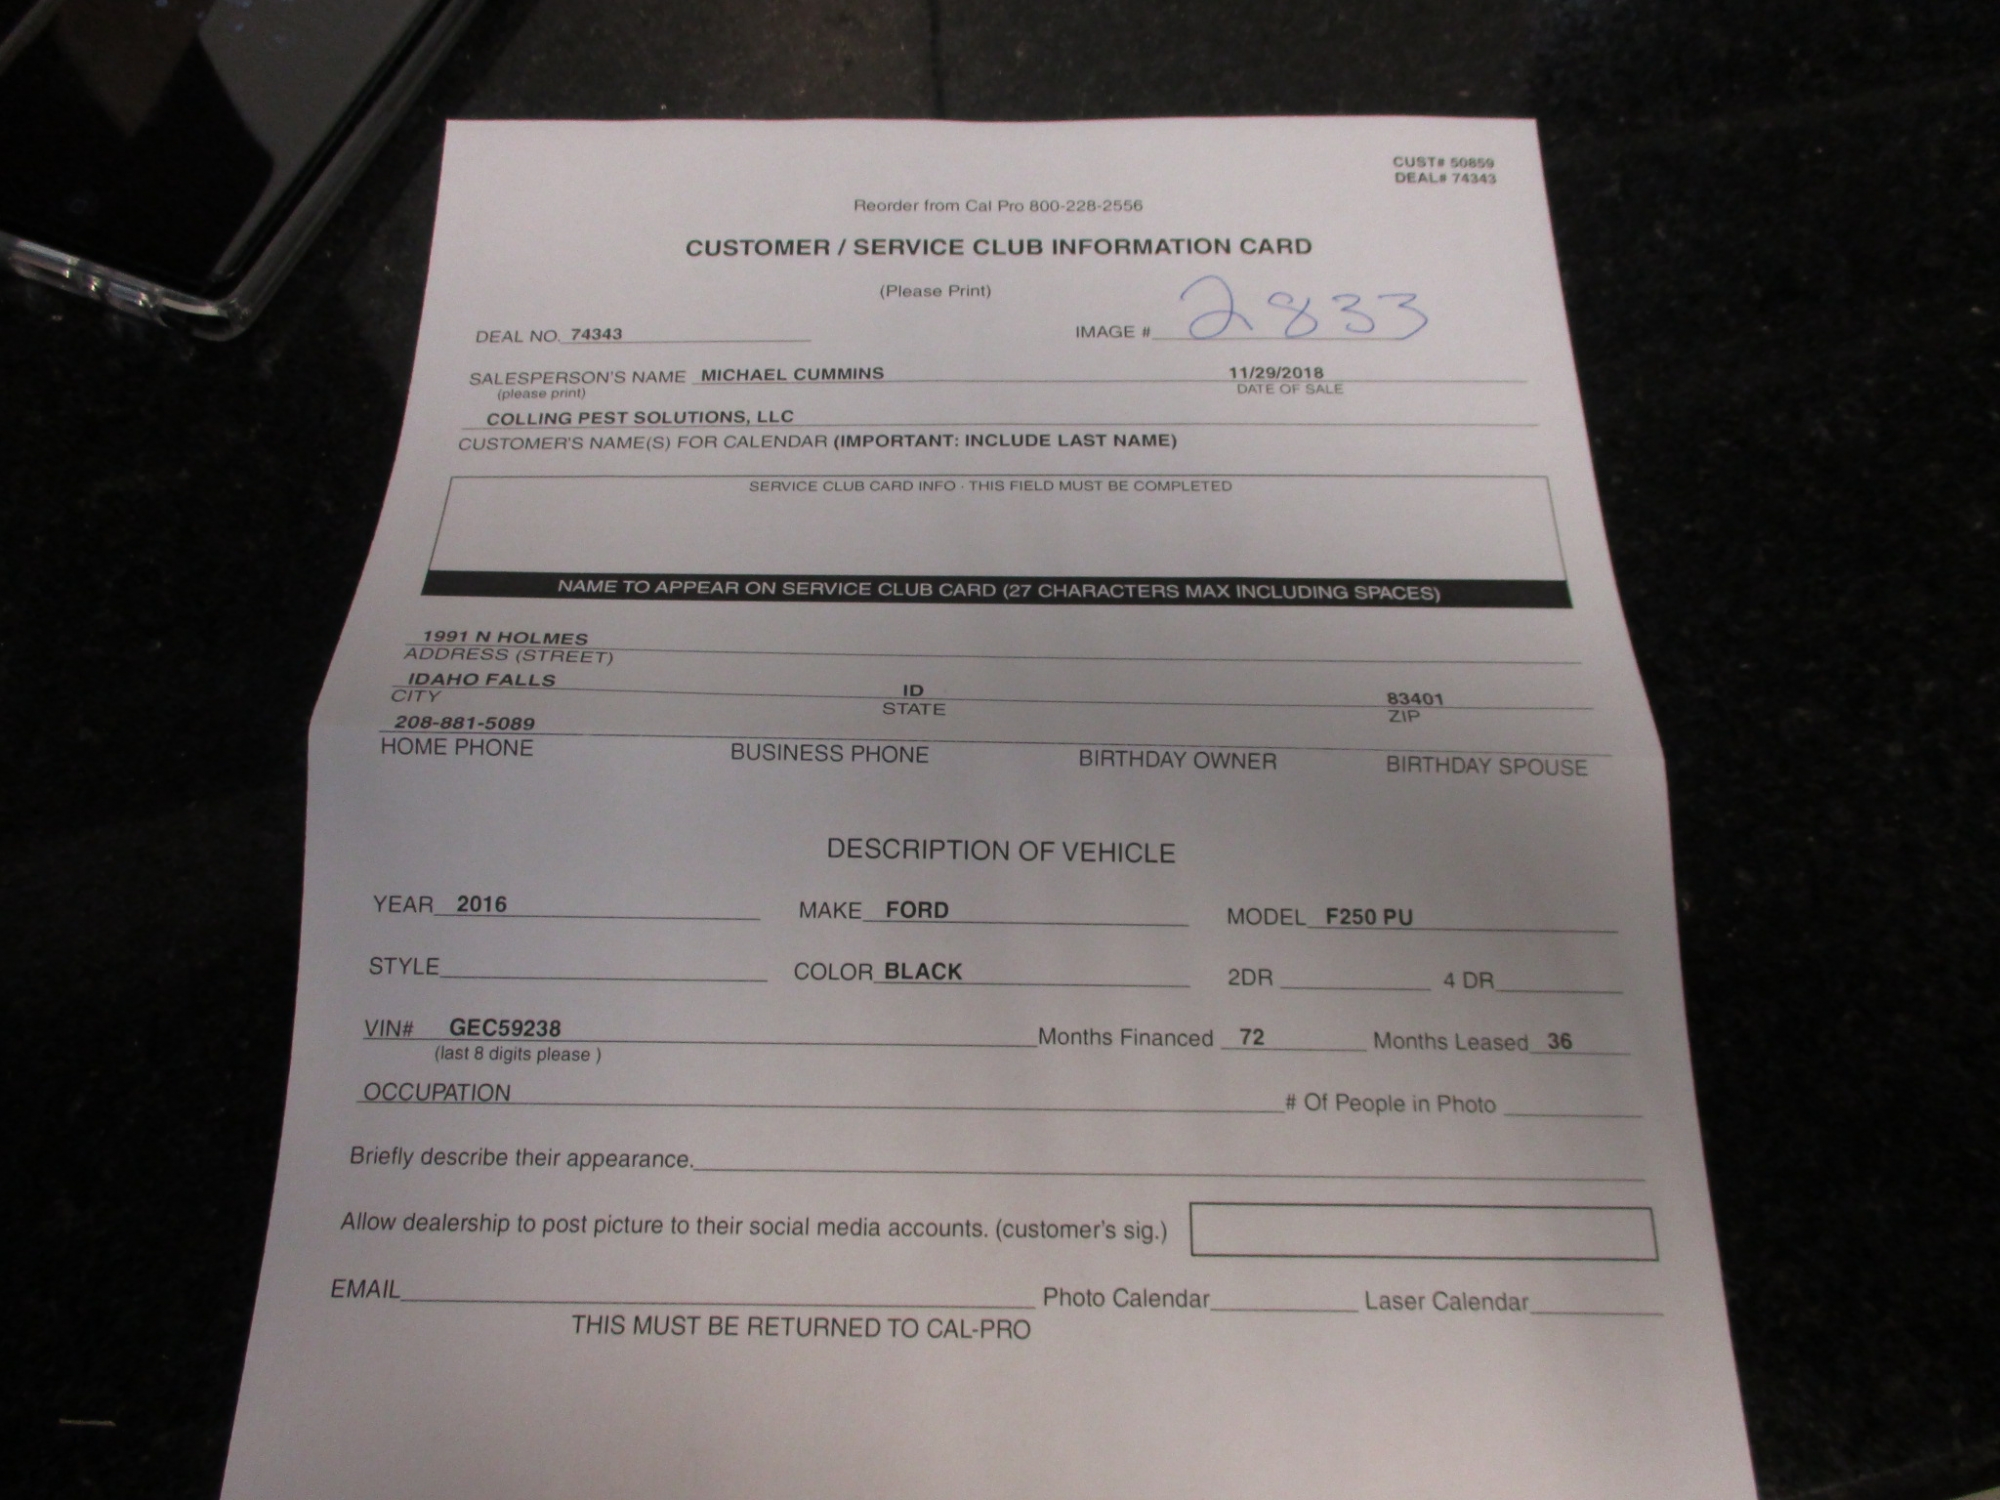 CUST# 50859
DEAL# 74343
Reorder from Cal Pro 800-228-2556
CUSTOMER / SERVICE CLUB INFORMATION CARD
(Please Print)
DEAL NO. 74343 IMAGE # 2833
SALESPERSON'S NAME MICHAEL CUMMINS 11/29/2018
(please print) DATE OF SALE
COLLING PEST SOLUTIONS, LLC
CUSTOMER'S NAME(S) FOR CALENDAR (IMPORTANT: INCLUDE LAST NAME)
SERVICE CLUB CARD INFO - THIS FIELD MUST BE COMPLETED
NAME TO APPEAR ON SERVICE CLUB CARD (27 CHARACTERS MAX INCLUDING SPACES)
1991 N HOLMES
ADDRESS (STREET)
IDAHO FALLS ID 83401
CITY STATE ZIP
208-881-5089
HOME PHONE BUSINESS PHONE BIRTHDAY OWNER BIRTHDAY SPOUSE
DESCRIPTION OF VEHICLE
YEAR 2016 MAKE FORD MODEL F250 PU
STYLE COLOR BLACK 2DR 4 DR
VIN# GEC59238 Months Financed 72 Months Leased 36
(last 8 digits please )
OCCUPATION # Of People in Photo
Briefly describe their appearance.
Allow dealership to post picture to their social media accounts. (customer's sig.)
EMAIL Photo Calendar Laser Calendar
THIS MUST BE RETURNED TO CAL-PRO